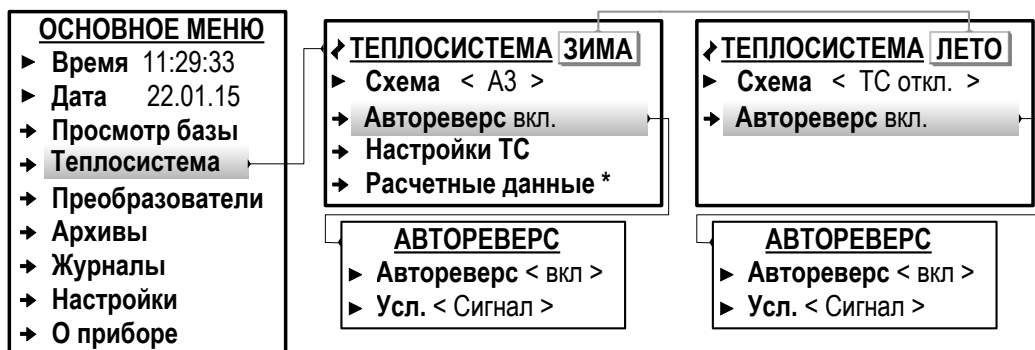 ОСНОВНОЕ МЕНЮ
Время 11:29:33
Дата 22.01.15
Просмотр базы
Теплосистема
Преобразователи
Архивы
Журналы
Настройки
О приборе
ТЕПЛОСИСТЕМА ЗИМА
Схема < А3 >
Автореверс вкл.
Настройки ТС
Расчетные данные *
АВТОРЕВЕРС
Автореверс < вкл >
Усл. < Сигнал >
ТЕПЛОСИСТЕМА ЛЕТО
Схема < ТС откл. >
Автореверс вкл.
АВТОРЕВЕРС
Автореверс < вкл >
Усл. < Сигнал >